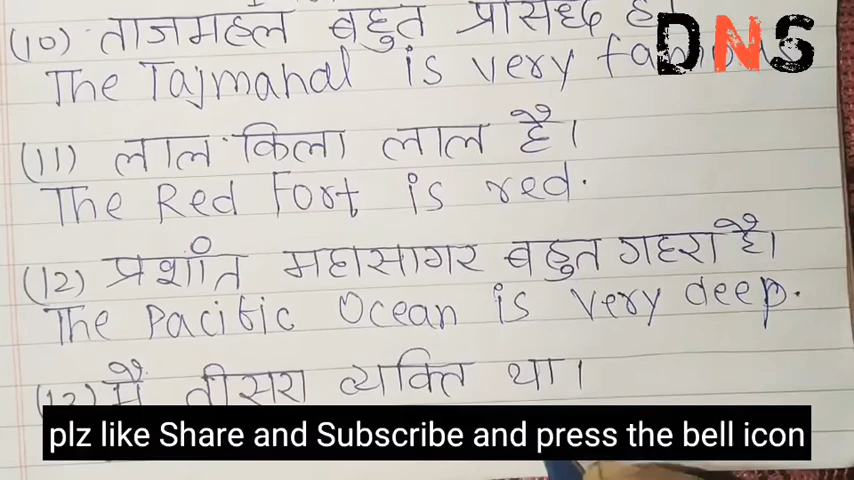 (10) ताजमहल बहुत प्रसिध्द है।
The Tajmahal is very
DNS
(11) लाल किला लाल है।
The Red Fort is red.
(12) प्रशांत महासागर बहुत गहरा है।
The Pacific Ocean is very deep.
(13) मैं तीसरा व्यक्ति था।
plz like Share and Subscribe and press the bell icon